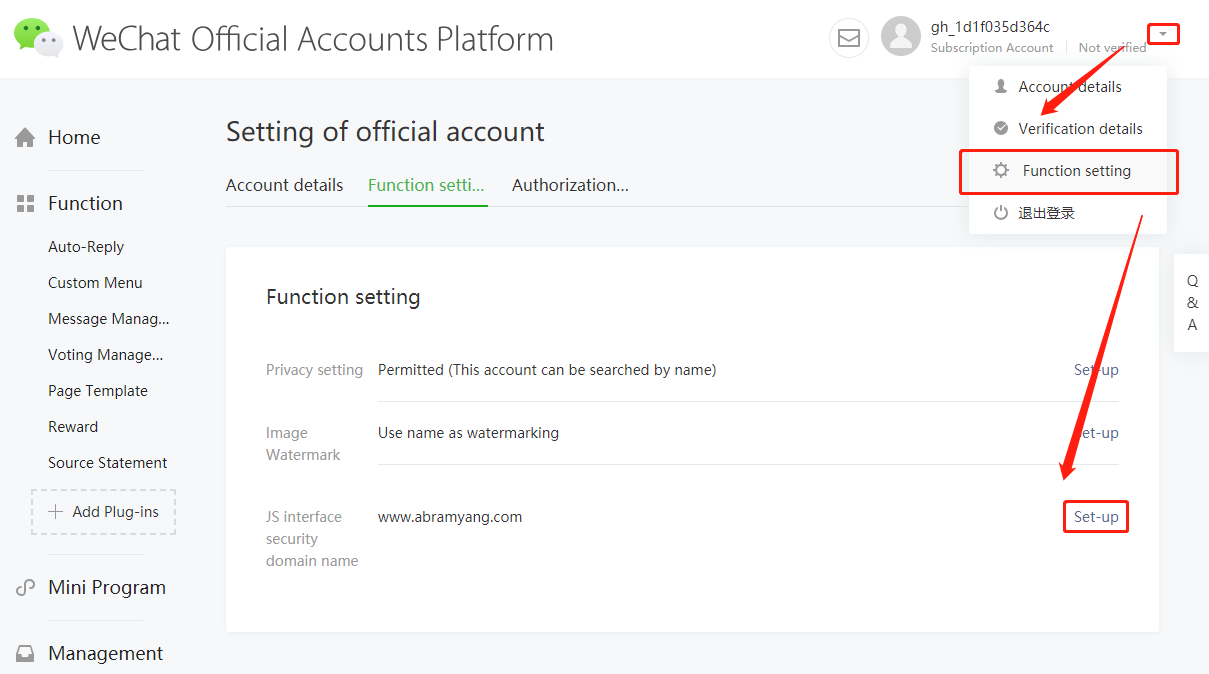 WeChat Official Accounts Platform
gh_1d1f035d364c
Subscription Account
Not verified
Account details
Verification details
Function setting
退出登录
Home
Function
Auto-Reply
Custom Menu
Message Manag...
Voting Manage...
Page Template
Reward
Source Statement
Add Plug-ins
Mini Program
Management
Setting of official account
Account details
Function setti...
Authorization...
Function setting
Privacy setting
Permitted (This account can be searched by name)
Set-up
Image
Watermark
Use name as watermarking
Set-up
JS interface
security
domain name
www.abramyang.com
Set-up
Q
&
A